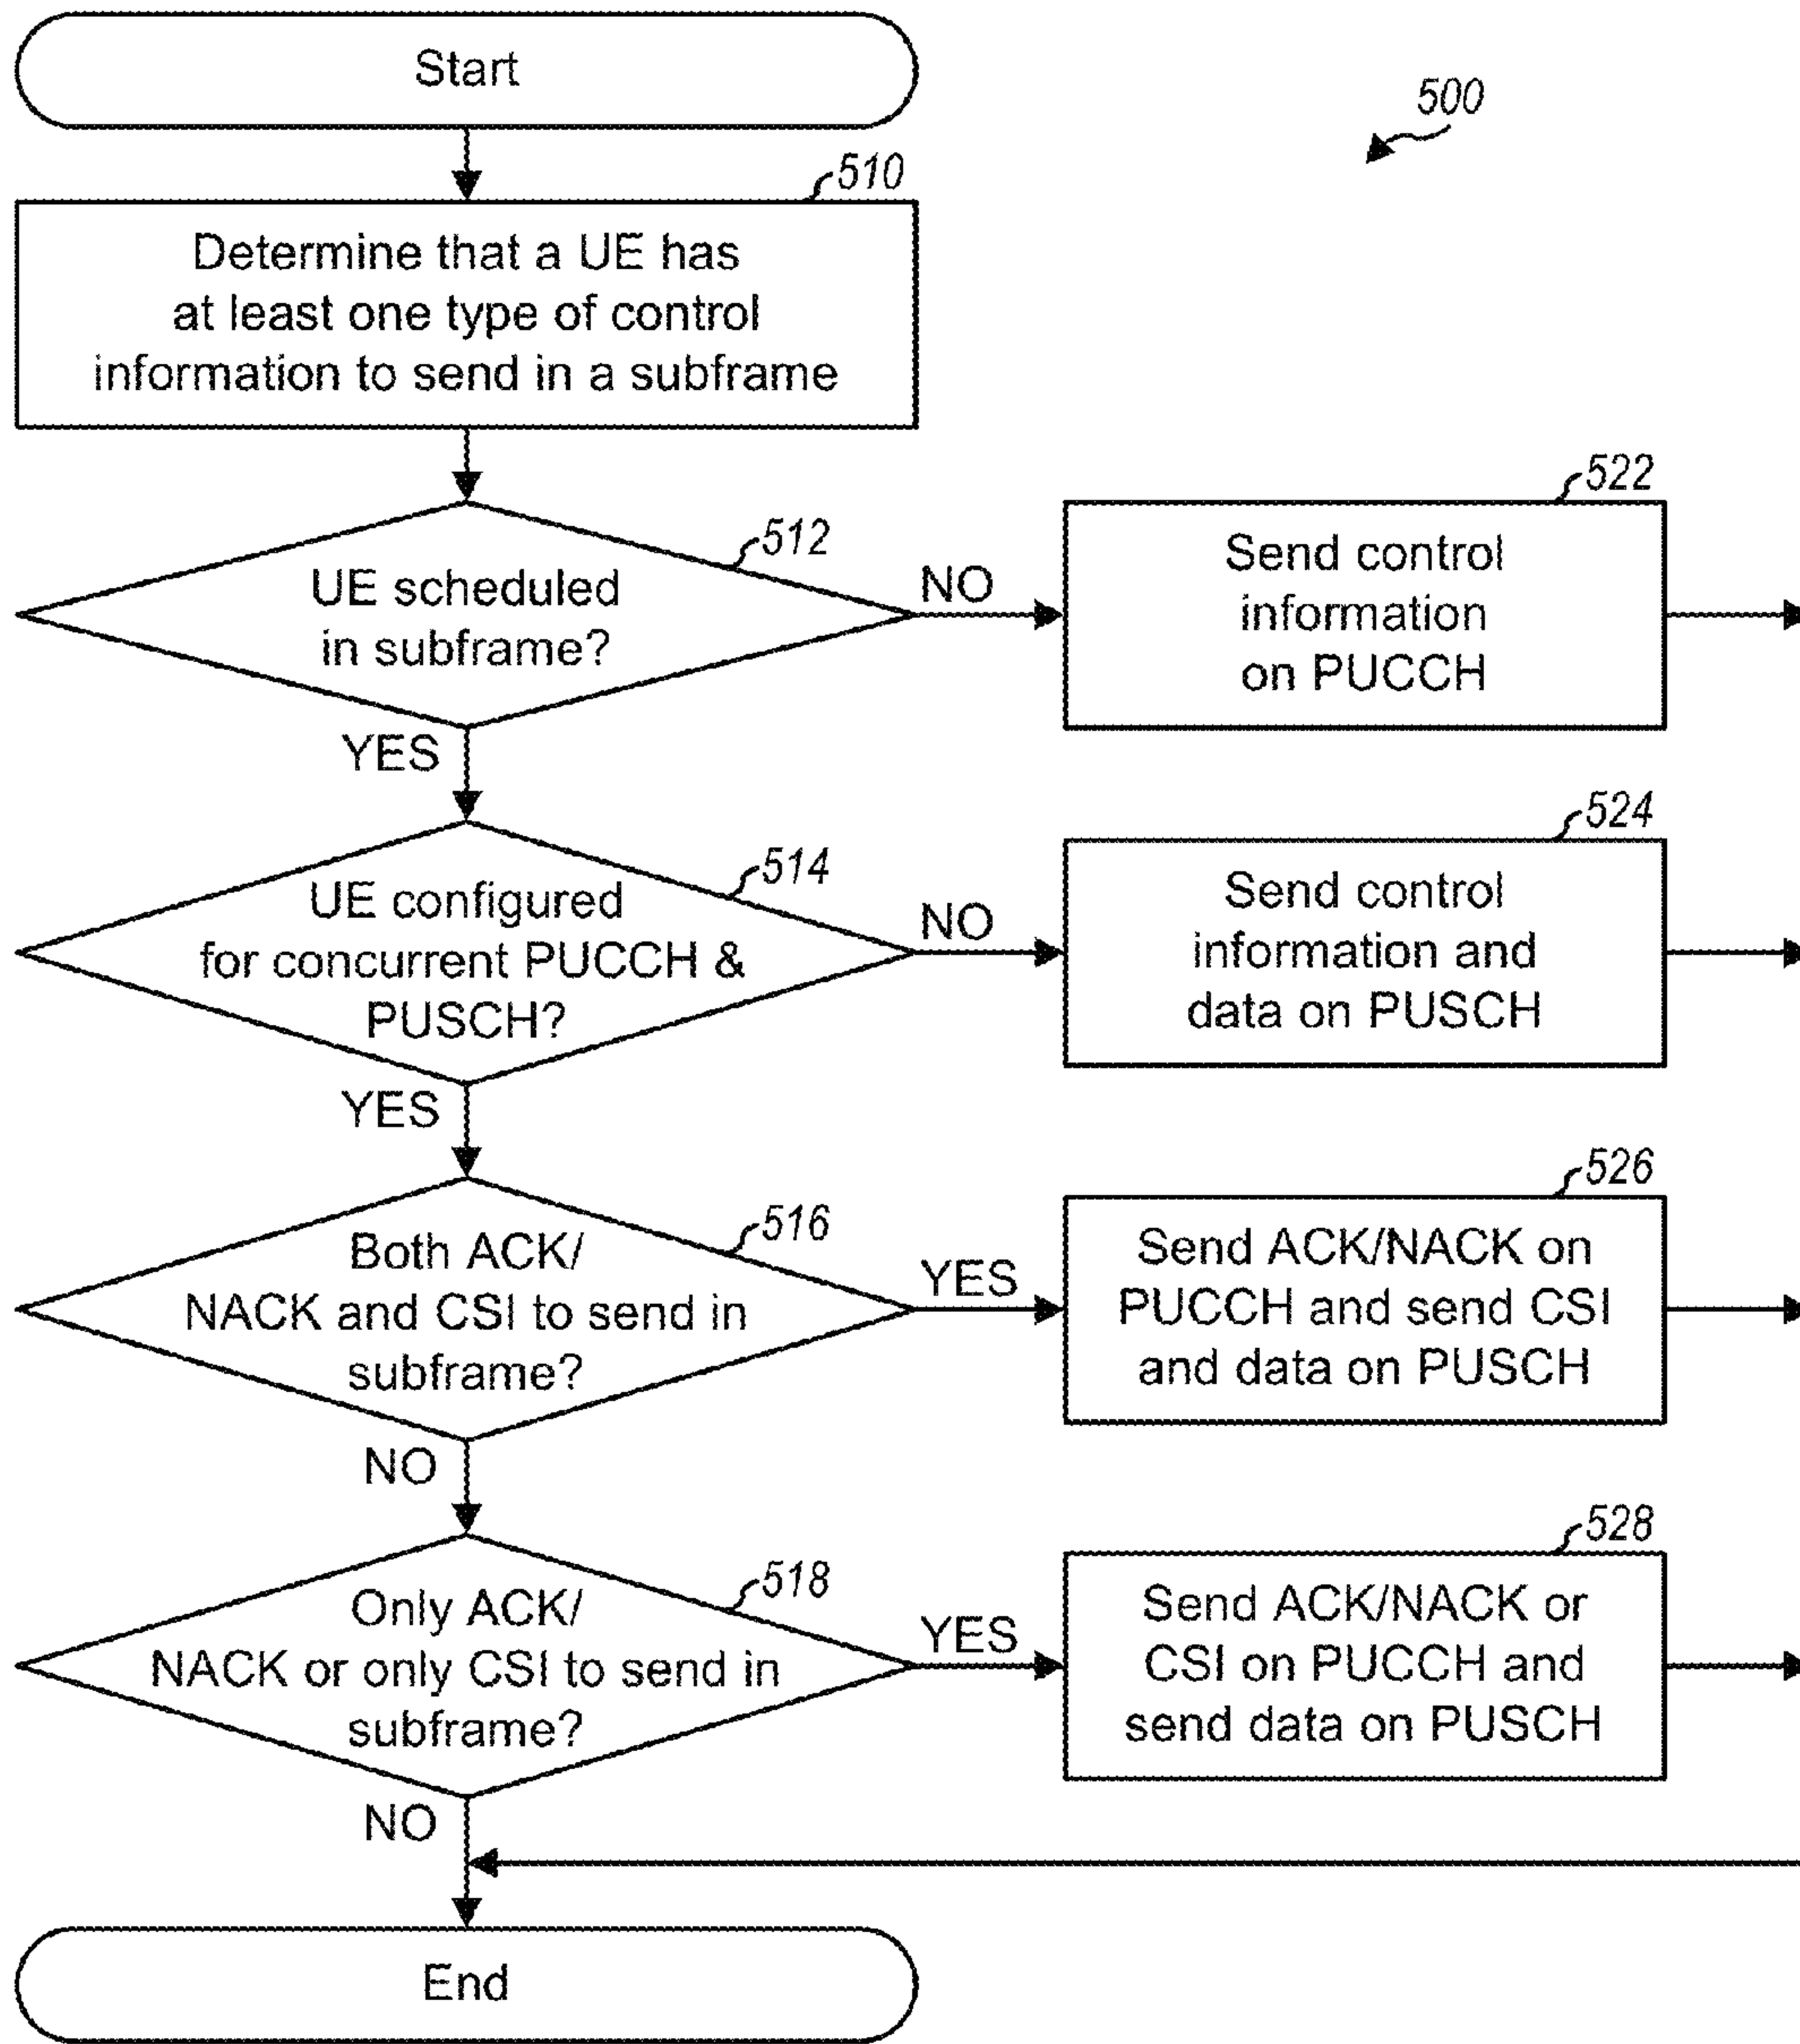 Start
500
510
Determine that a UE has
at least one type of control
information to send in a subframe
512
UE scheduled
in subframe?
NO
YES
522
Send control
information
on PUCCH
514
UE configured
for concurrent PUCCH &
PUSCH?
NO
YES
524
Send control
information and
data on PUSCH
516
Both ACK/
NACK and CSI to send in
subframe?
YES
NO
526
Send ACK/NACK on
PUCCH and send CSI
and data on PUSCH
518
Only ACK/
NACK or only CSI to send in
subframe?
YES
NO
528
Send ACK/NACK or
CSI on PUCCH and
send data on PUSCH
End